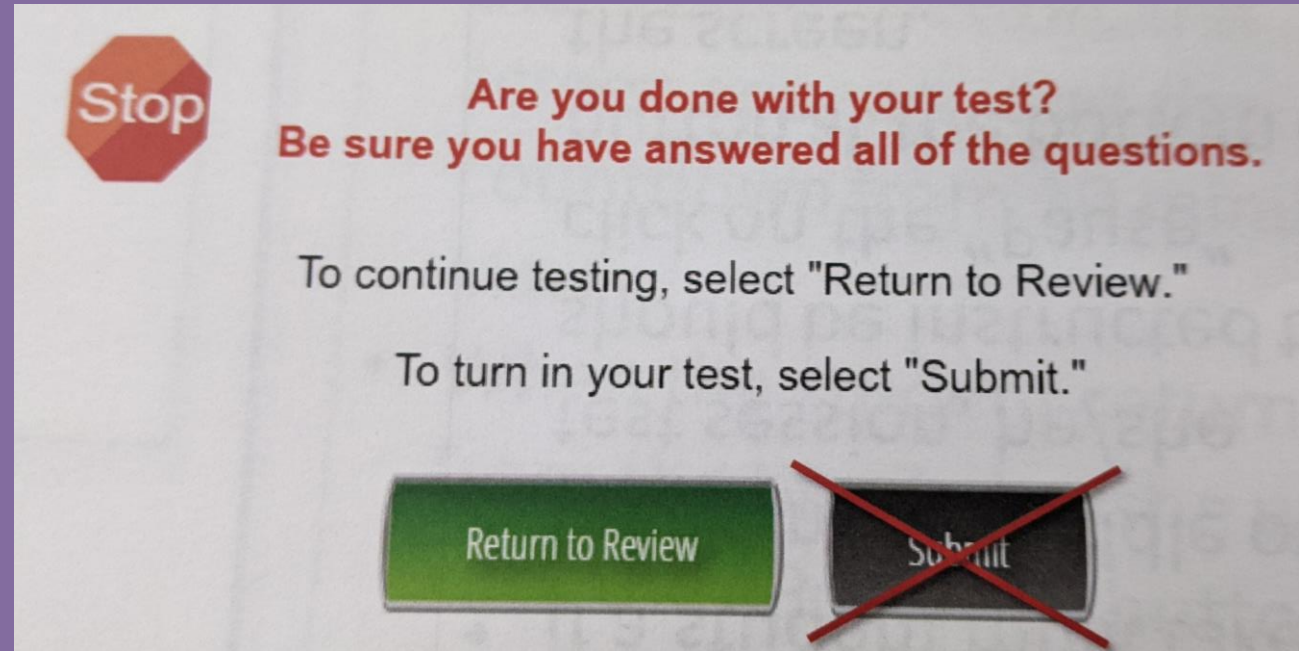 Stop
Are you done with your test?
Be sure you have answered all of the questions.
To continue testing, select "Return to Review."
To turn in your test, select "Submit."
Return to Review
Submit